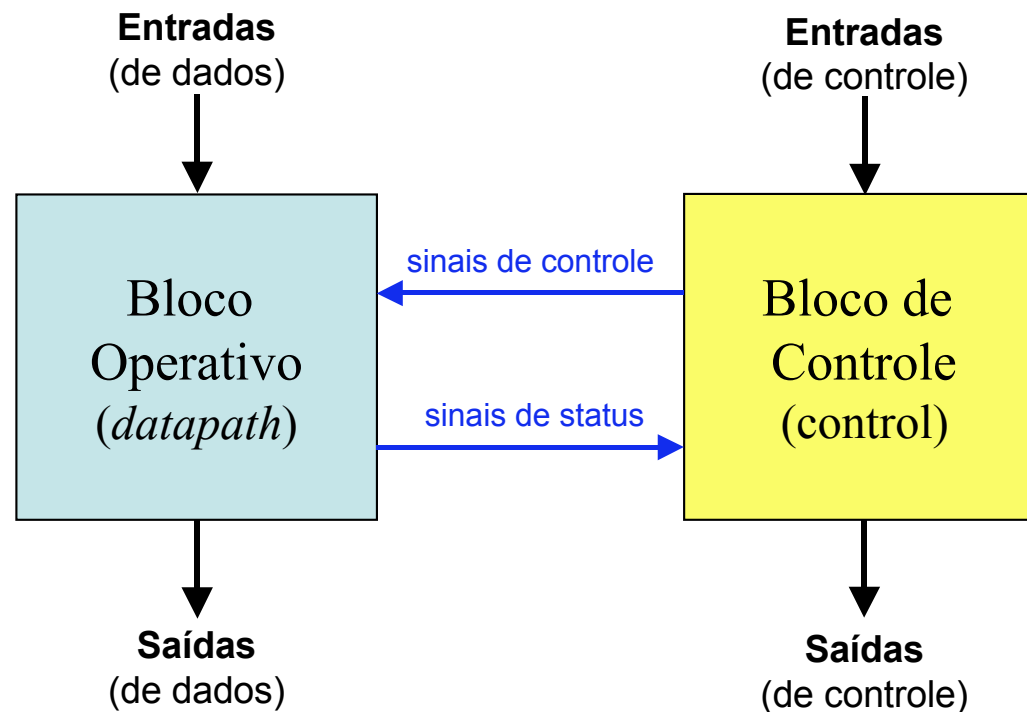 Entradas
(de dados)
Entradas
(de controle)
sinais de controle
Bloco
Operativo
(datapath)
Bloco de
Controle
(control)
sinais de status
Saídas
(de dados)
Saídas
(de controle)